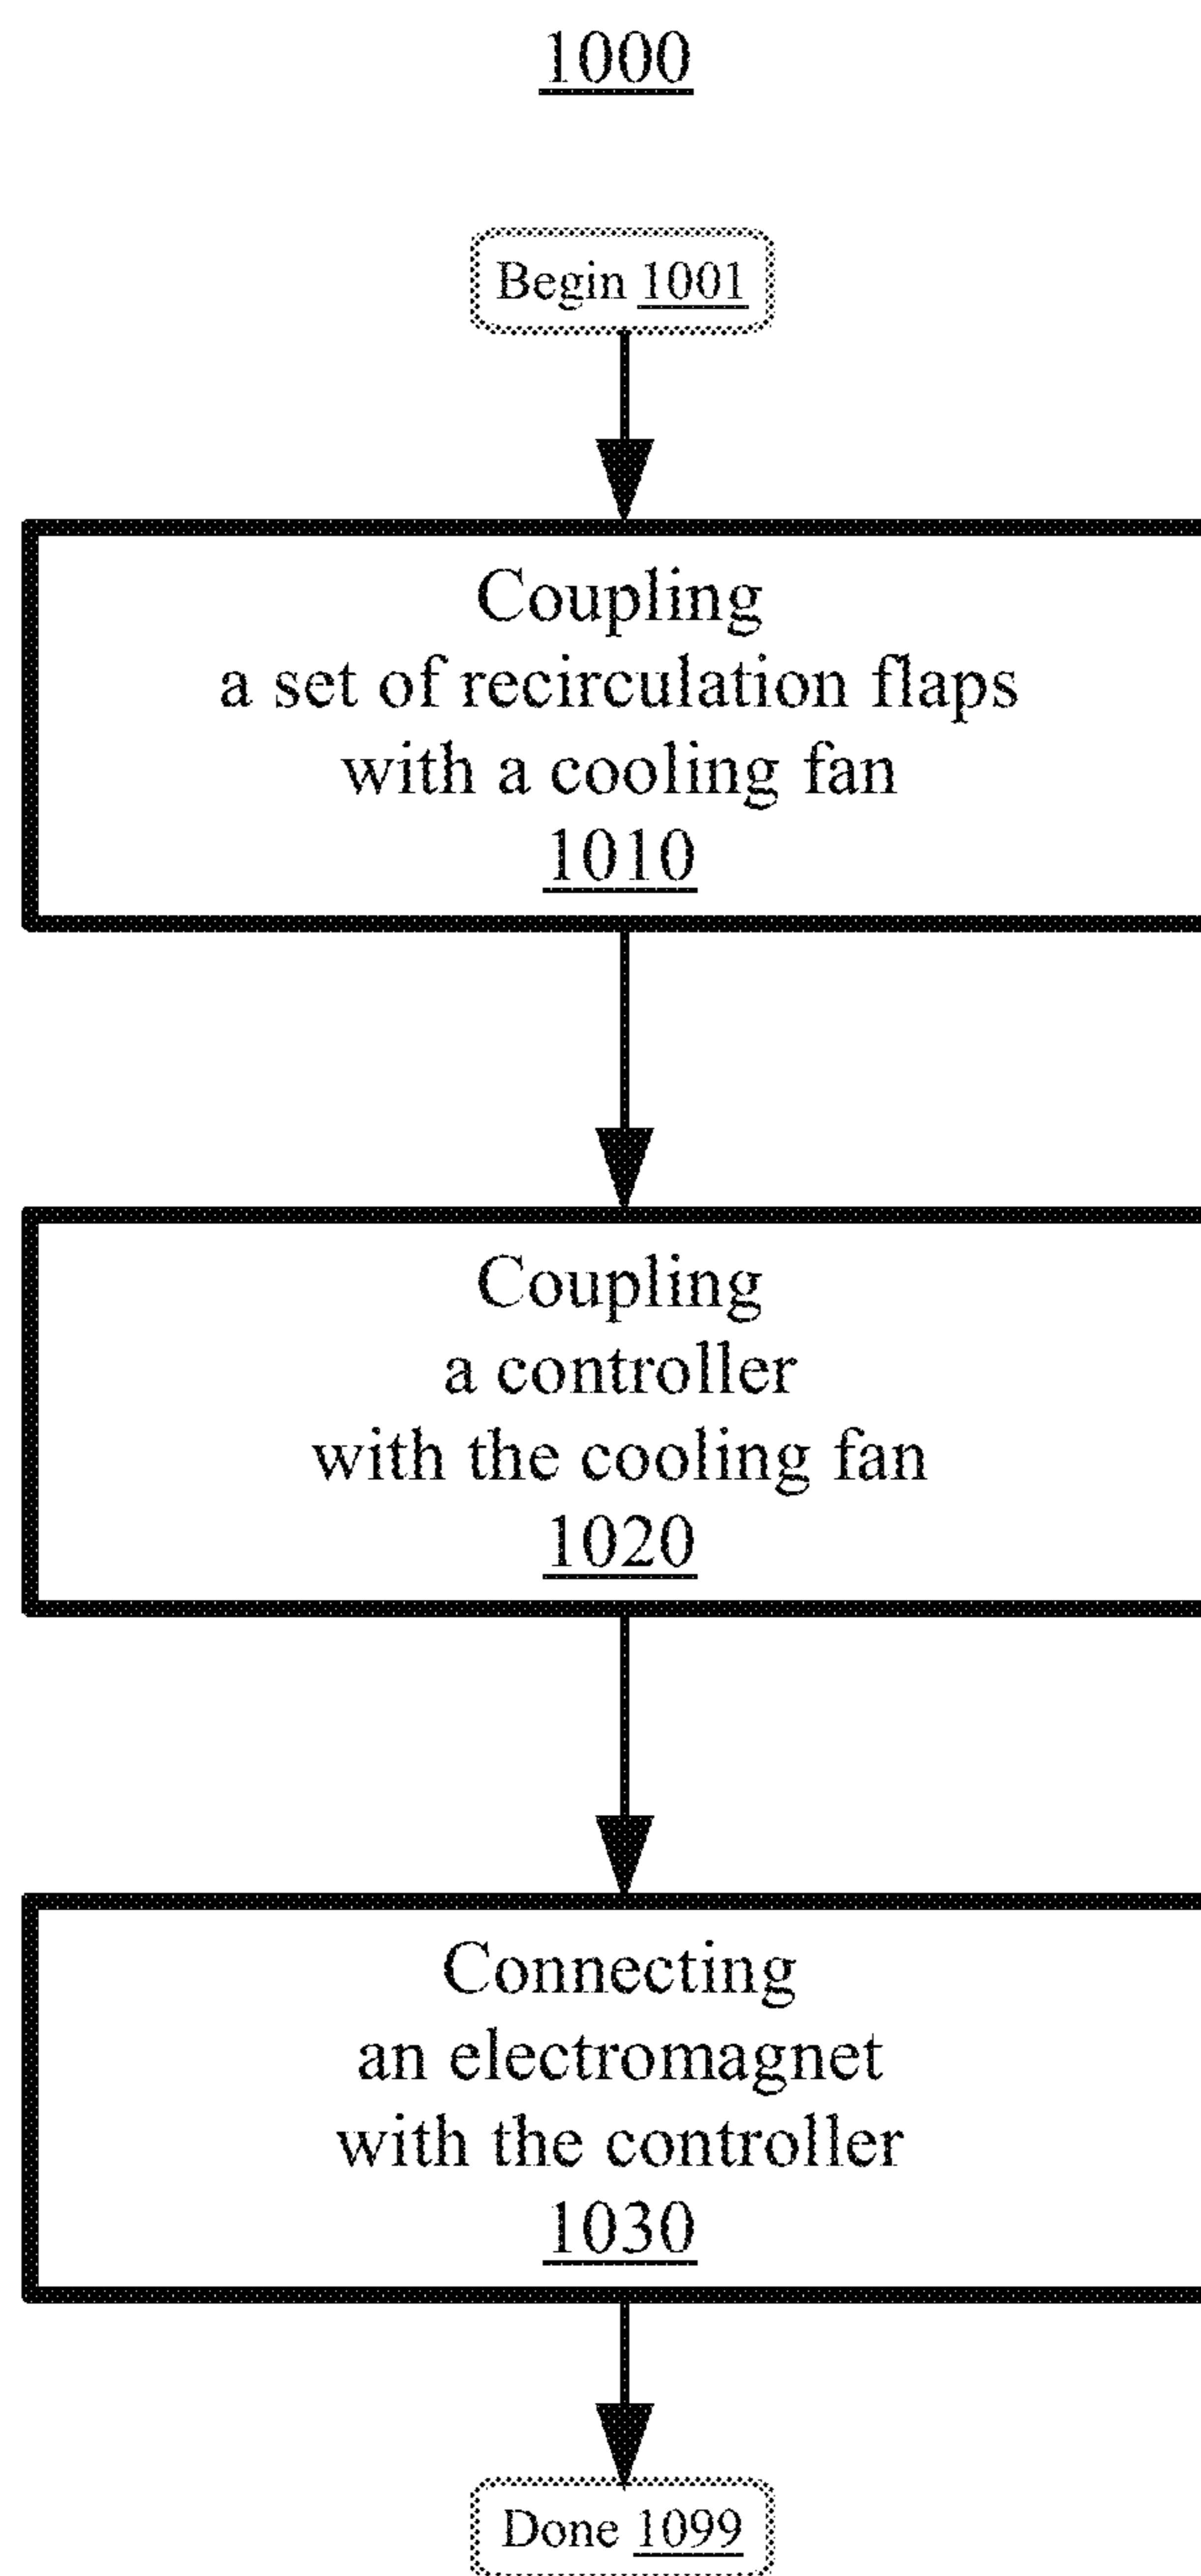 1000
Begin 1001
Coupling
a set of recirculation flaps
with a cooling fan
1010
Coupling
a controller
with the cooling fan
1020
Connecting
an electromagnet
with the controller
1030
Done 1099